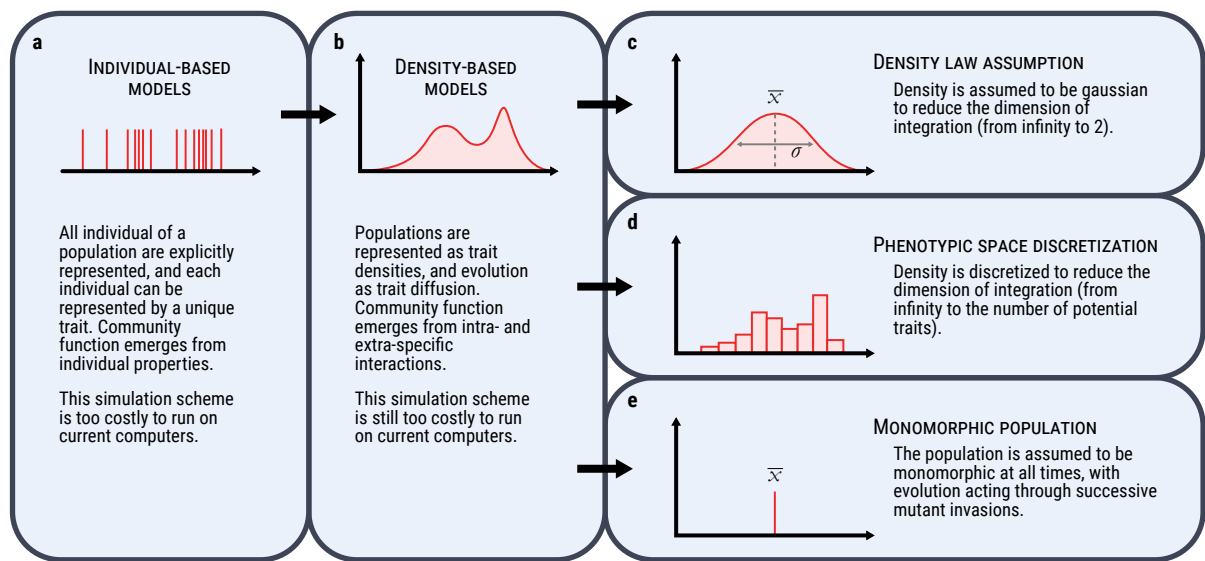 a
INDIVIDUAL-BASED
MODELS
All individual of a
population are explicitly
represented, and each
individual can be
represented by a unique
trait. Community
function emerges from
individual properties.
This simulation scheme
is too costly to run on
current computers.
b
DENSITY-BASED
MODELS
Populations are
represented as trait
densities, and evolution
as trait diffusion.
Community function
emerges from intra- and
extra-specific
interactions.
This simulation scheme
is still too costly to run
on current computers.
c
x̅
σ
DENSITY LAW ASSUMPTION
Density is assumed to be gaussian
to reduce the dimension of
integration (from infinity to 2).
d
PHENOTYPIC SPACE DISCRETIZATION
Density is discretized to reduce the
dimension of integration (from
infinity to the number of potential
traits).
e
x̅
MONOMORPHIC POPULATION
The population is assumed to be
monomorphic at all times, with
evolution acting through successive
mutant invasions.